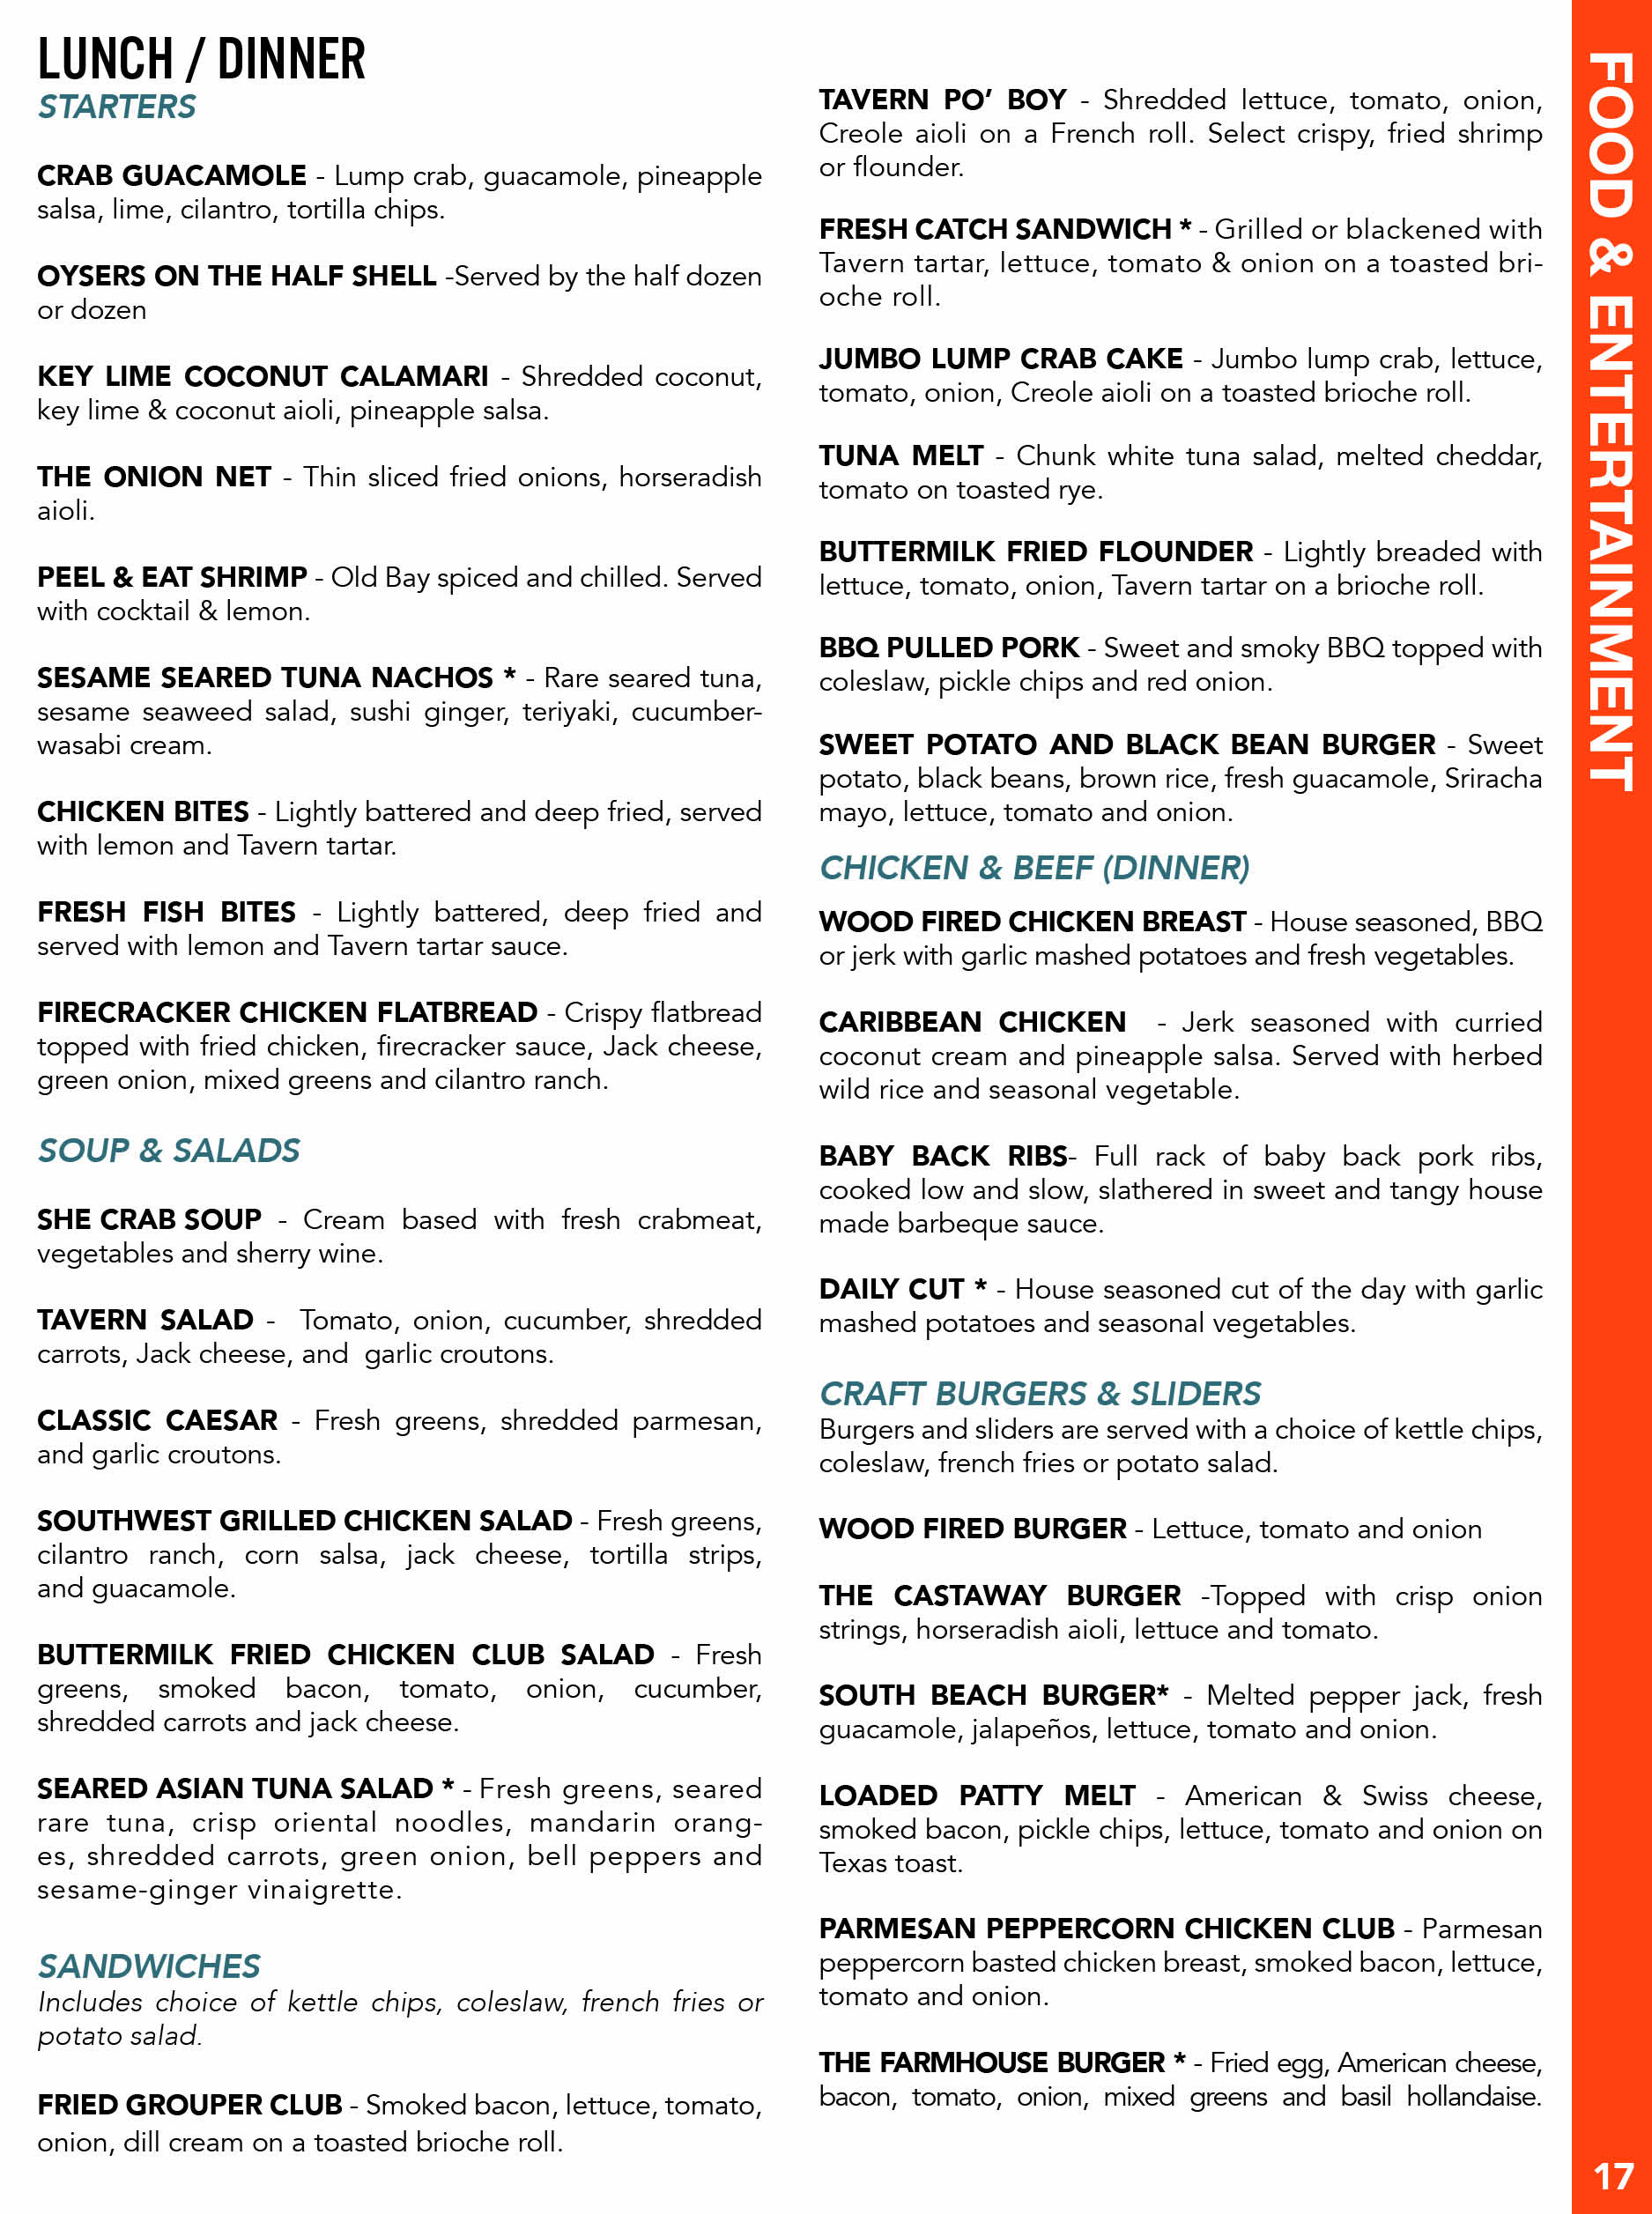 LUNCH / DINNER
STARTERS
CRAB GUACAMOLE - Lump crab, guacamole, pineapple
salsa, lime, cilantro, tortilla chips.
OYSERS ON THE HALF SHELL -Served by the half dozen
or dozen
KEY LIME COCONUT CALAMARI - Shredded coconut,
key lime & coconut aioli, pineapple salsa.
THE ONION NET - Thin sliced fried onions, horseradish
aioli.
PEEL & EAT SHRIMP - Old Bay spiced and chilled. Served
with cocktail & lemon.
SESAME SEARED TUNA NACHOS * - Rare seared tuna,
sesame seaweed salad, sushi ginger, teriyaki, cucumber-
wasabi cream.
CHICKEN BITES - Lightly battered and deep fried, served
with lemon and Tavern tartar.
FRESH FISH BITES - Lightly battered, deep fried and
served with lemon and Tavern tartar sauce.
FIRECRACKER CHICKEN FLATBREAD - Crispy flatbread
topped with fried chicken, firecracker sauce, Jack cheese,
green onion, mixed greens and cilantro ranch.
SOUP & SALADS
SHE CRAB SOUP - Cream based with fresh crabmeat,
vegetables and sherry wine.
TAVERN SALAD - Tomato, onion, cucumber, shredded
carrots, Jack cheese, and garlic croutons.
CLASSIC CAESAR - Fresh greens, shredded parmesan,
and garlic croutons.
SOUTHWEST GRILLED CHICKEN SALAD - Fresh greens,
cilantro ranch, corn salsa, jack cheese, tortilla strips,
and guacamole.
BUTTERMILK FRIED CHICKEN CLUB SALAD - Fresh
greens, smoked bacon, tomato, onion, cucumber,
shredded carrots and jack cheese.
SEARED ASIAN TUNA SALAD * - Fresh greens, seared
rare tuna, crisp oriental noodles, mandarin orang-
es, shredded carrots, green onion, bell peppers and
sesame-ginger vinaigrette.
SANDWICHES
Includes choice of kettle chips, coleslaw, french fries or
potato salad.
FRIED GROUPER CLUB - Smoked bacon, lettuce, tomato,
onion, dill cream on a toasted brioche roll.
TAVERN PO’ BOY - Shredded lettuce, tomato, onion,
Creole aioli on a French roll. Select crispy, fried shrimp
or flounder.
FRESH CATCH SANDWICH * - Grilled or blackened with
Tavern tartar, lettuce, tomato & onion on a toasted bri-
oche roll.
JUMBO LUMP CRAB CAKE - Jumbo lump crab, lettuce,
tomato, onion, Creole aioli on a toasted brioche roll.
TUNA MELT - Chunk white tuna salad, melted cheddar,
tomato on toasted rye.
BUTTERMILK FRIED FLOUNDER - Lightly breaded with
lettuce, tomato, onion, Tavern tartar on a brioche roll.
BBQ PULLED PORK - Sweet and smoky BBQ topped with
coleslaw, pickle chips and red onion.
SWEET POTATO AND BLACK BEAN BURGER - Sweet
potato, black beans, brown rice, fresh guacamole, Sriracha
mayo, lettuce, tomato and onion.
CHICKEN & BEEF (DINNER)
WOOD FIRED CHICKEN BREAST - House seasoned, BBQ
or jerk with garlic mashed potatoes and fresh vegetables.
CARIBBEAN CHICKEN - Jerk seasoned with curried
coconut cream and pineapple salsa. Served with herbed
wild rice and seasonal vegetable.
BABY BACK RIBS- Full rack of baby back pork ribs,
cooked low and slow, slathered in sweet and tangy house
made barbeque sauce.
DAILY CUT * - House seasoned cut of the day with garlic
mashed potatoes and seasonal vegetables.
CRAFT BURGERS & SLIDERS
Burgers and sliders are served with a choice of kettle chips,
coleslaw, french fries or potato salad.
WOOD FIRED BURGER - Lettuce, tomato and onion
THE CASTAWAY BURGER -Topped with crisp onion
strings, horseradish aioli, lettuce and tomato.
SOUTH BEACH BURGER* - Melted pepper jack, fresh
guacamole, jalapeños, lettuce, tomato and onion.
LOADED PATTY MELT - American & Swiss cheese,
smoked bacon, pickle chips, lettuce, tomato and onion on
Texas toast.
PARMESAN PEPPERCORN CHICKEN CLUB - Parmesan
peppercorn basted chicken breast, smoked bacon, lettuce,
tomato and onion.
THE FARMHOUSE BURGER * - Fried egg, American cheese,
bacon, tomato, onion, mixed greens and basil hollandaise.
FOOD & ENTERTAINMENT
17